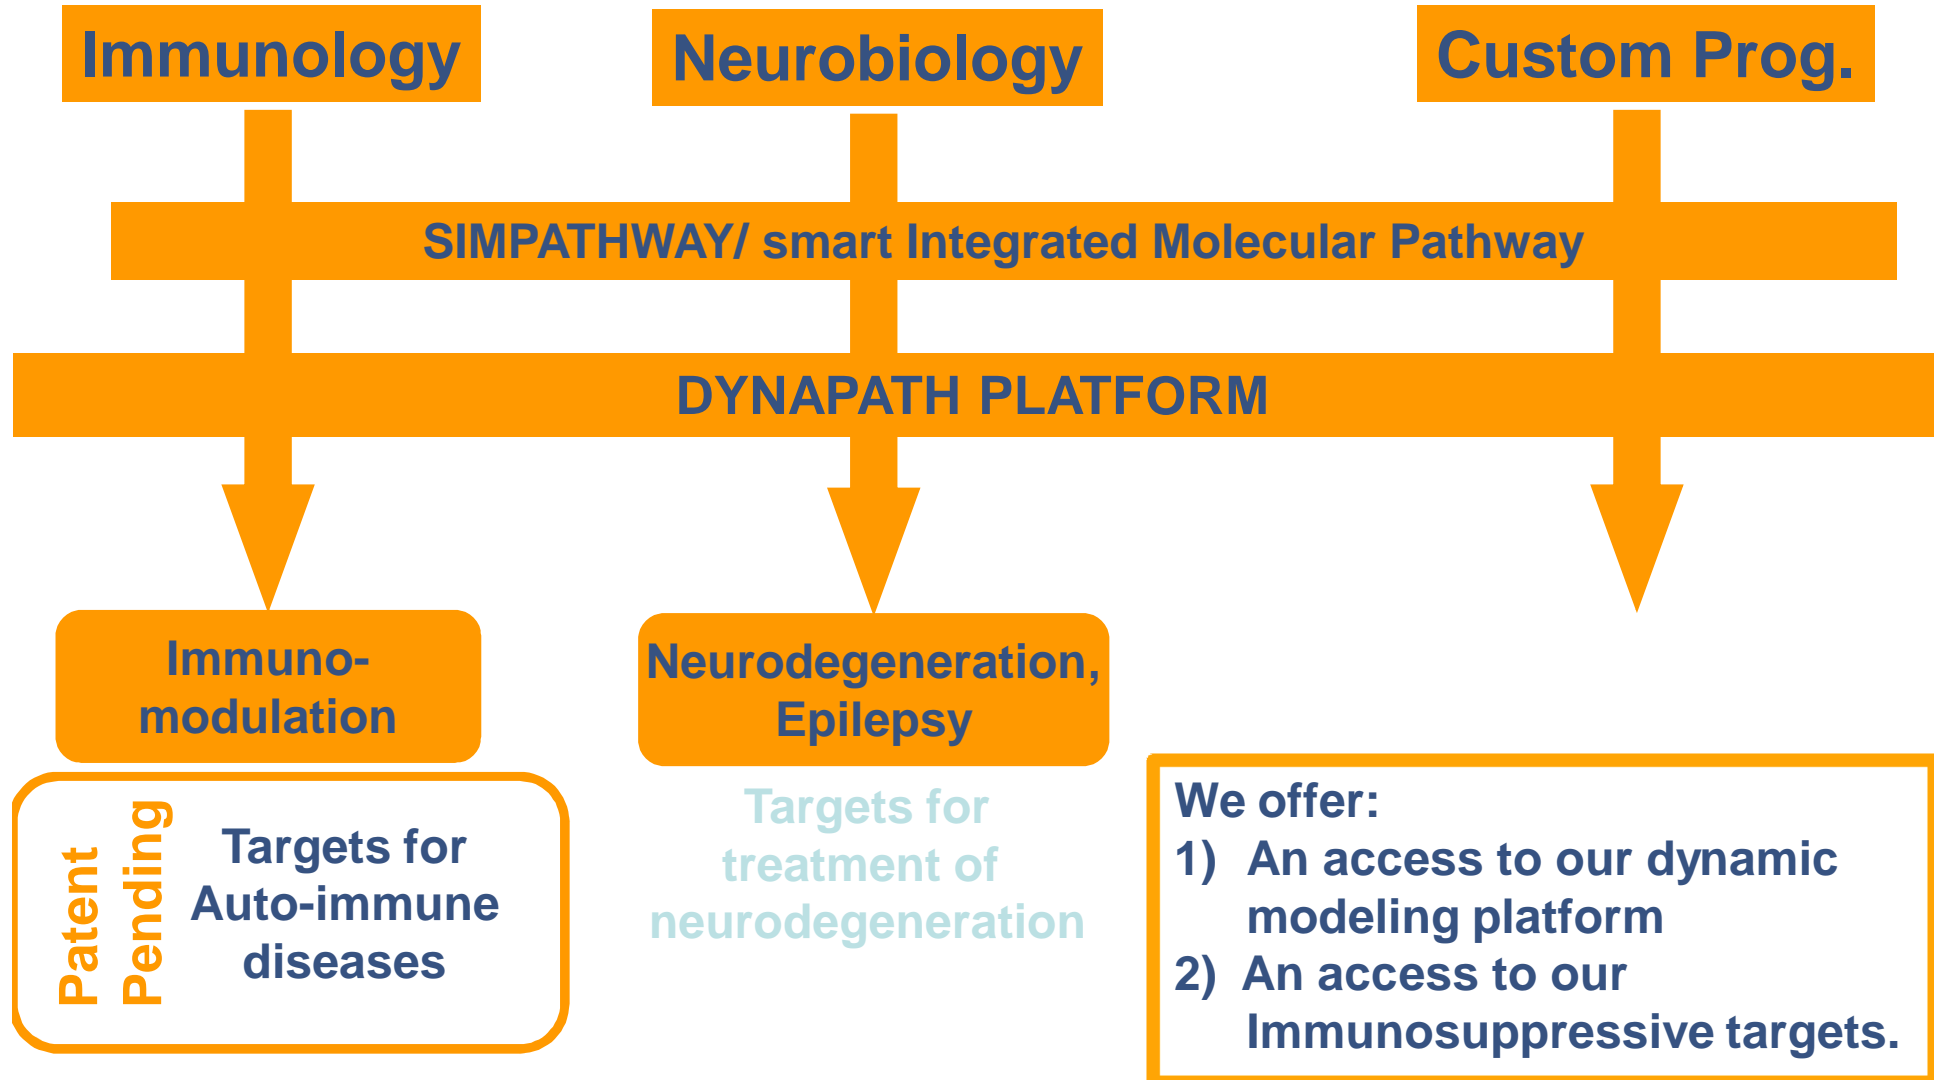 Immunology
Neurobiology
Custom Prog.
SIMPATHWAY/ smart Integrated Molecular Pathway
DYNAPATH PLATFORM
Immuno-
modulation
Neurodegeneration,
Epilepsy
Patent
Pending
Targets for
Auto-immune
diseases
Targets for
treatment of
neurodegeneration
We offer:
1) An access to our dynamic
modeling platform
2) An access to our
Immunosuppressive targets.